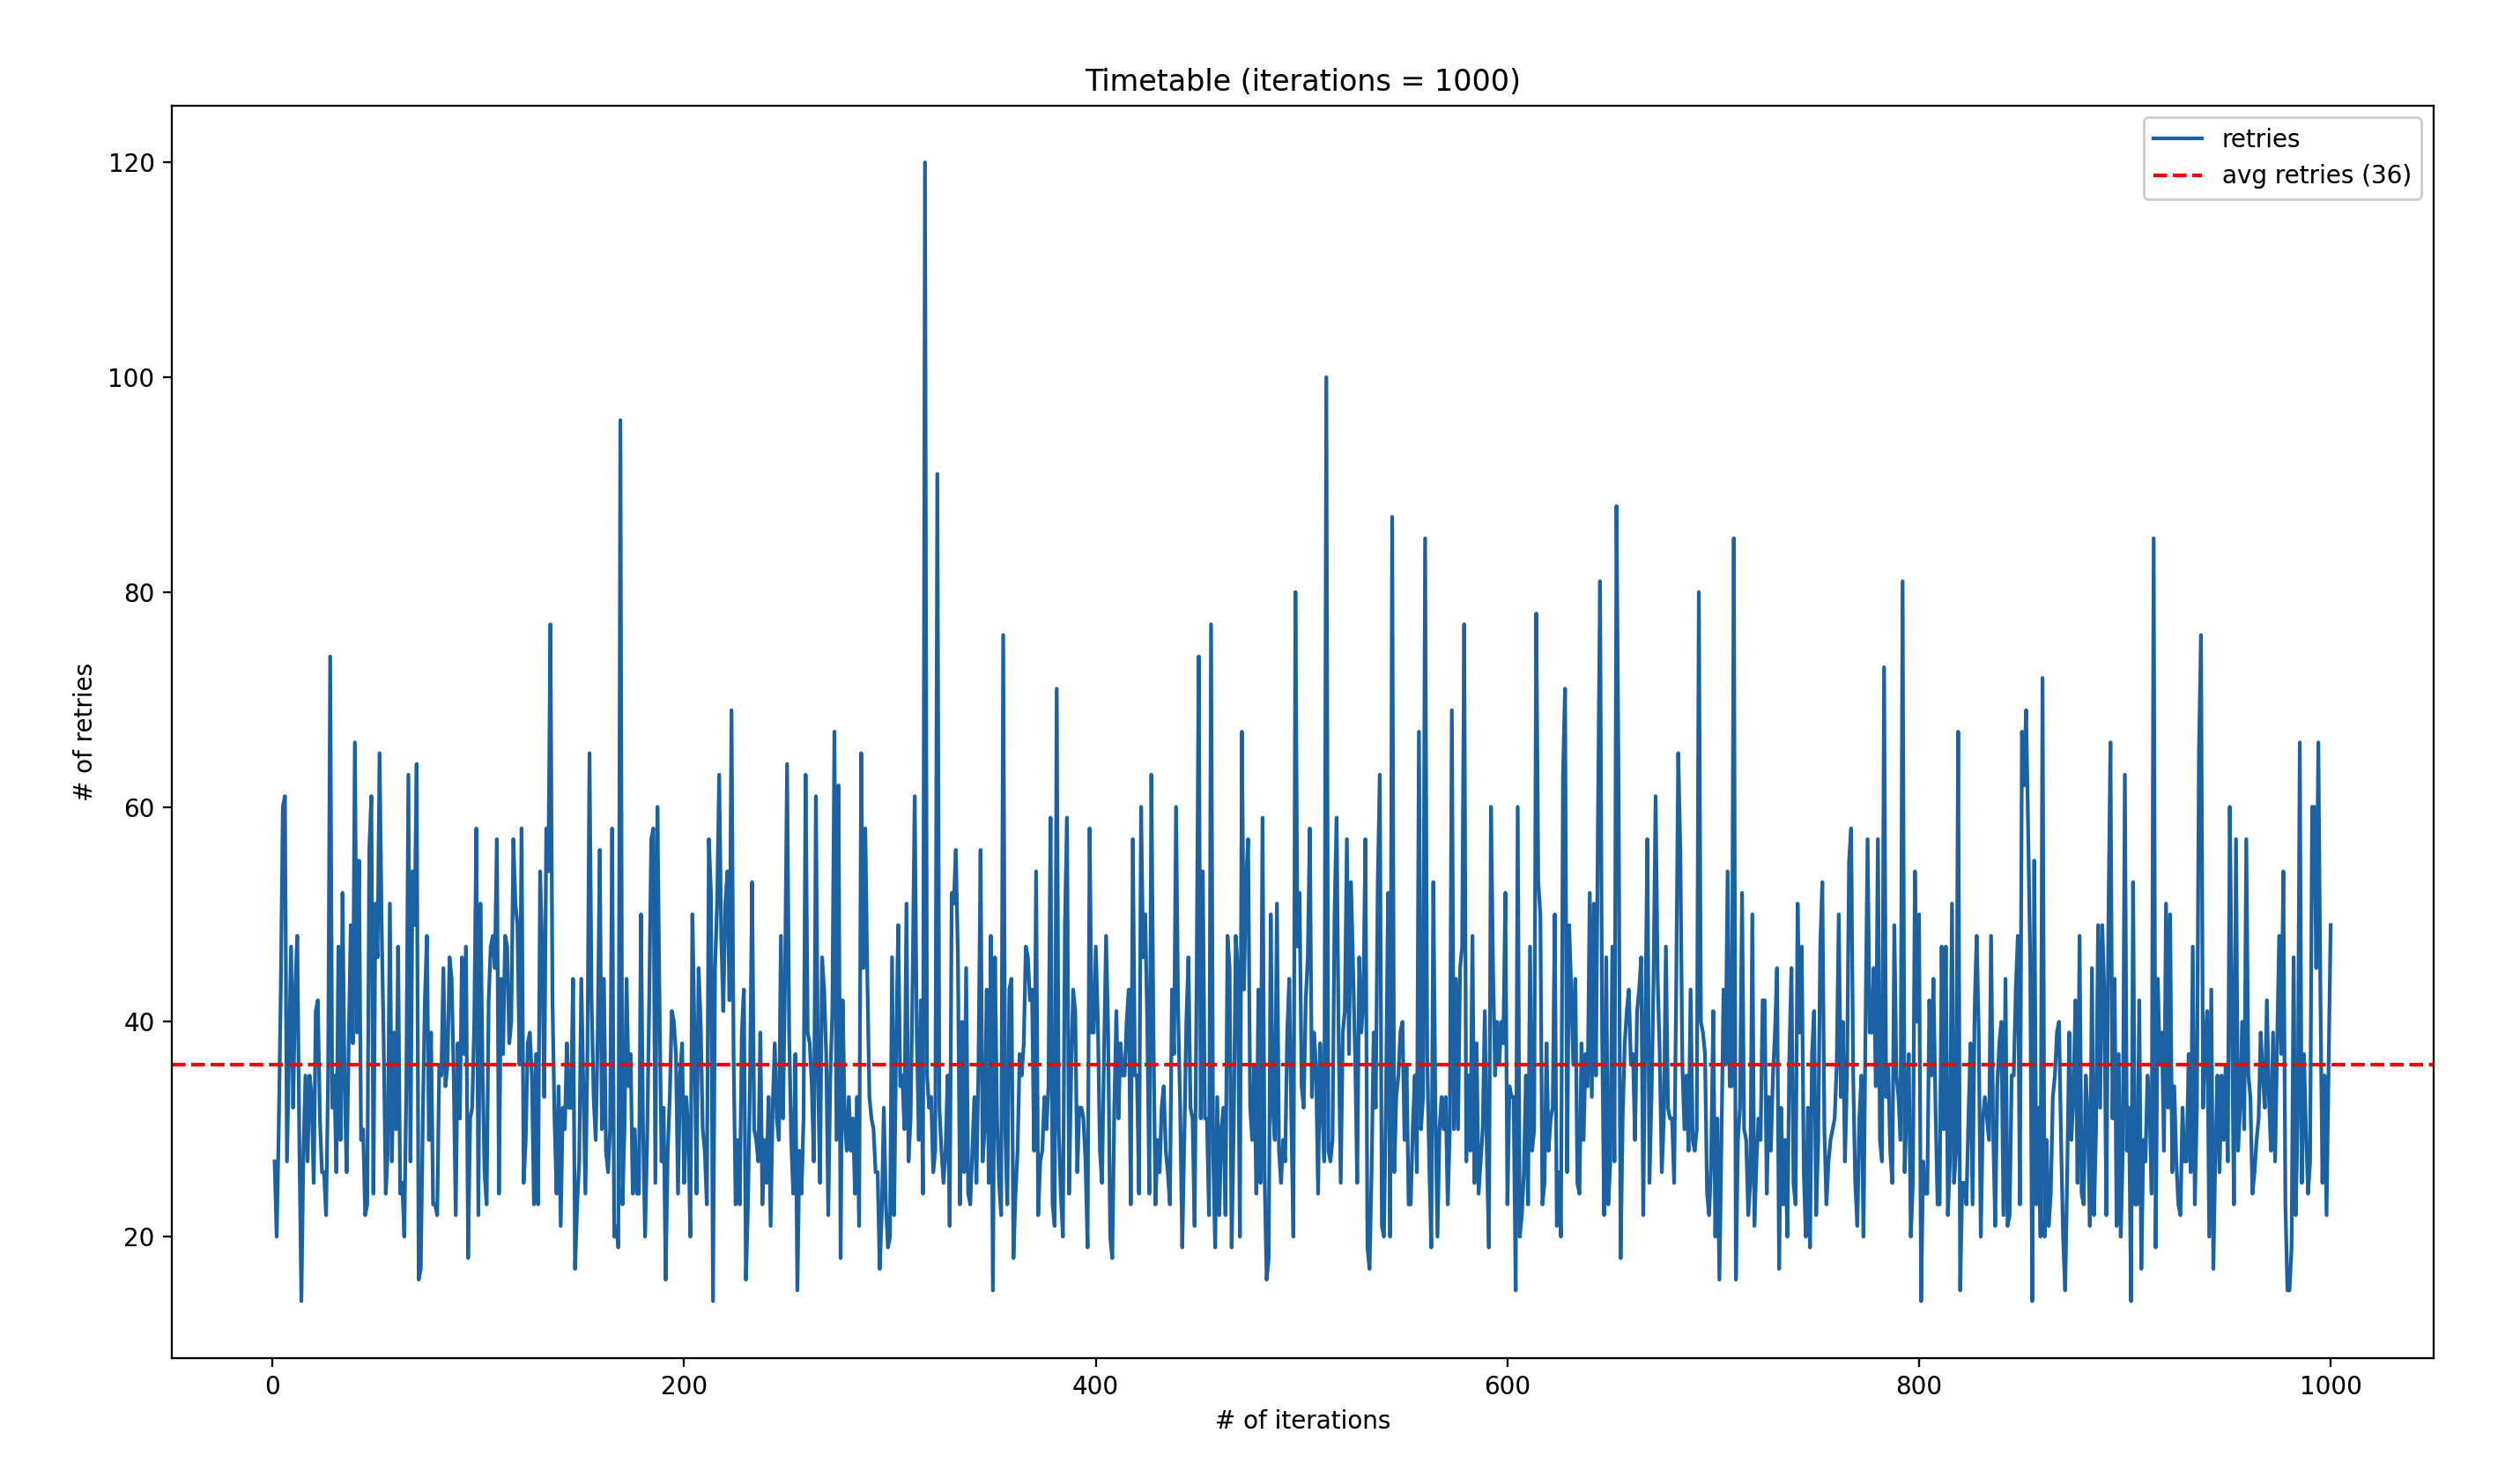 Timetable (iterations = 1000)
retries
avg retries (36)
120
100
80
60
40
20
# of retries
0 200 400 600 800 1000
# of iterations